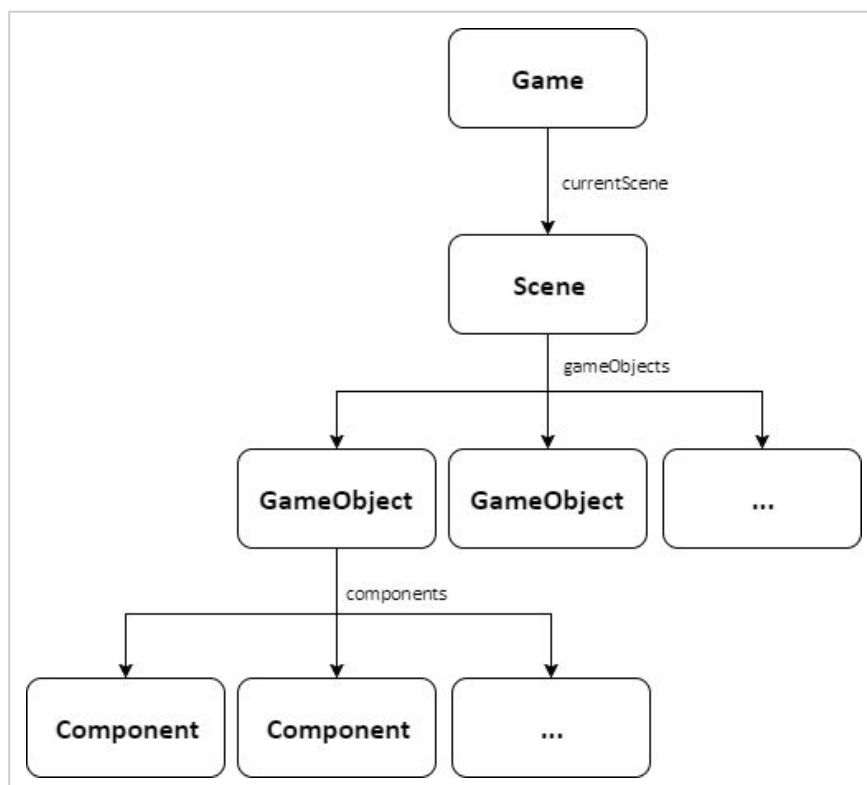 Game
currentScene
Scene
gameObjects
GameObject
GameObject
...
components
Component
Component
...